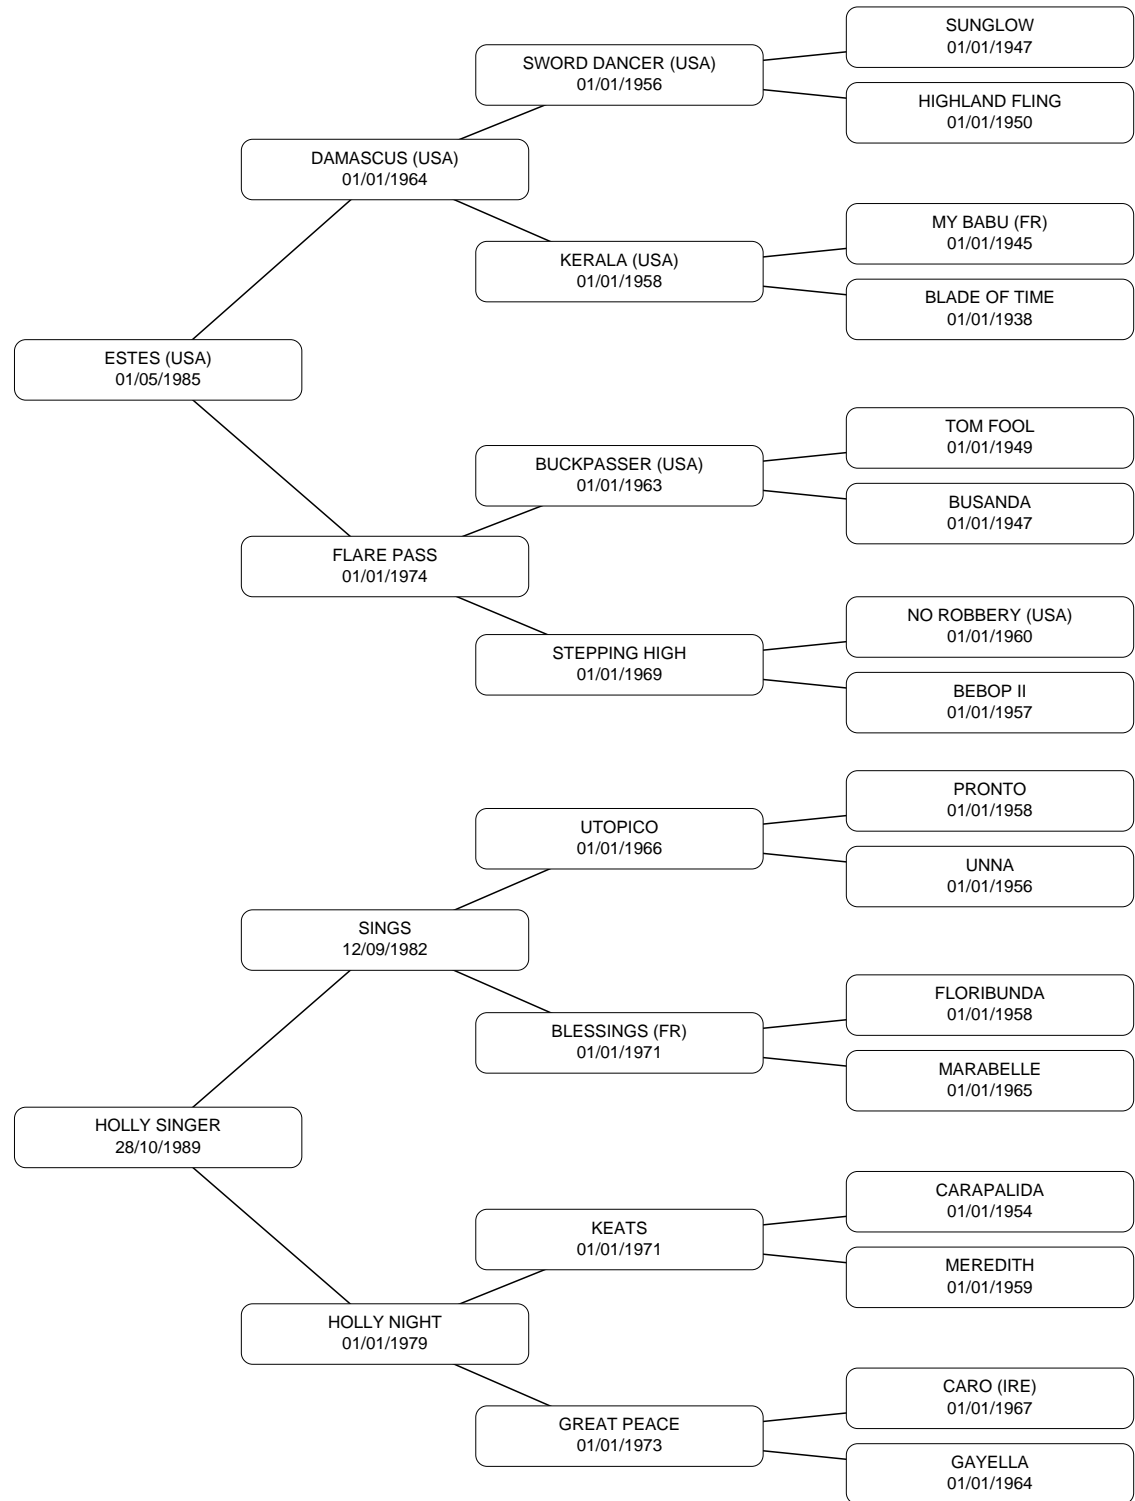 SUNGLOW
01/01/1947
SWORD DANCER (USA)
01/01/1956
HIGHLAND FLING
01/01/1950
DAMASCUS (USA)
01/01/1964
MY BABU (FR)
01/01/1945
KERALA (USA)
01/01/1958
BLADE OF TIME
01/01/1938
ESTES (USA)
01/05/1985
TOM FOOL
01/01/1949
BUCKPASSER (USA)
01/01/1963
BUSANDA
01/01/1947
FLARE PASS
01/01/1974
NO ROBBERY (USA)
01/01/1960
STEPPING HIGH
01/01/1969
BEBOP II
01/01/1957
PRONTO
01/01/1958
UTOPICO
01/01/1966
UNNA
01/01/1956
SINGS
12/09/1982
FLORIBUNDA
01/01/1958
BLESSINGS (FR)
01/01/1971
MARABELLE
01/01/1965
HOLLY SINGER
28/10/1989
CARAPALIDA
01/01/1954
KEATS
01/01/1971
MEREDITH
01/01/1959
HOLLY NIGHT
01/01/1979
CARO (IRE)
01/01/1967
GREAT PEACE
01/01/1973
GAYELLA
01/01/1964